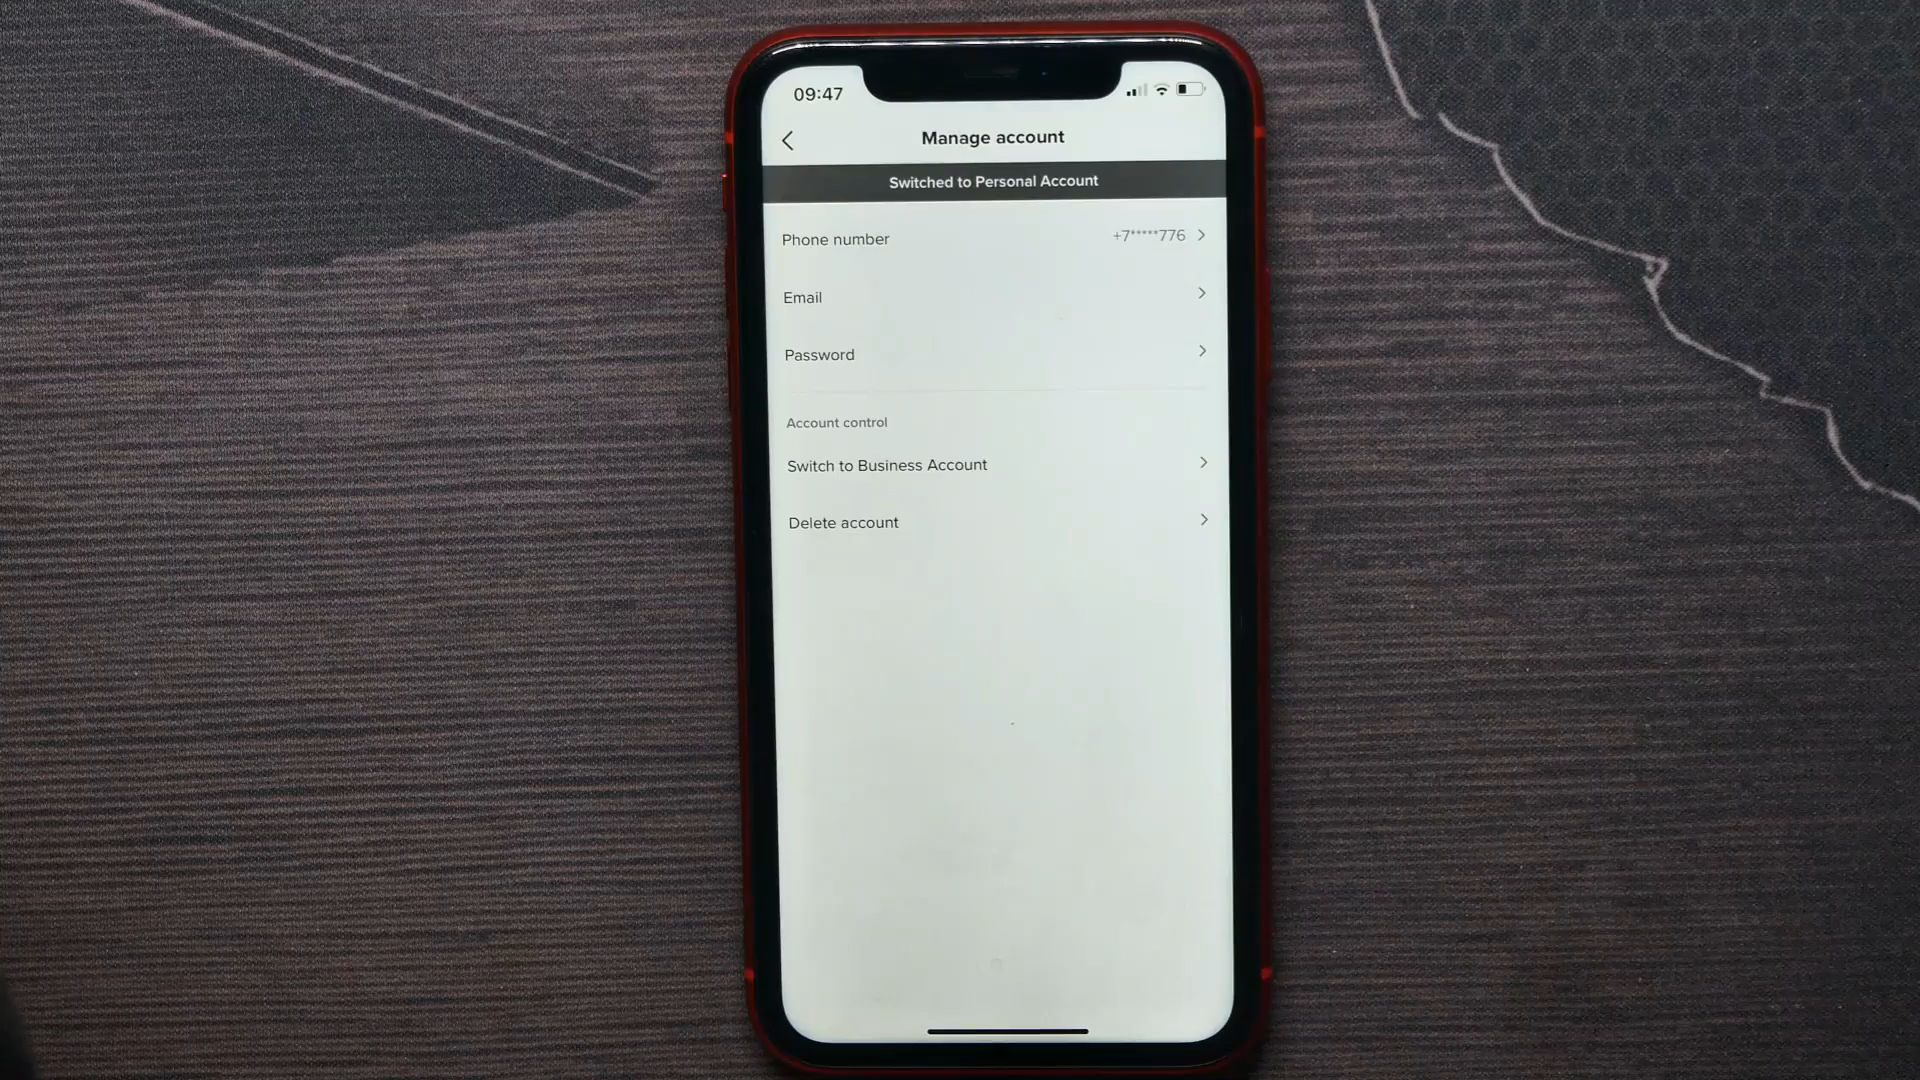 09:47
Manage account
Switched to Personal Account
Phone number +7*****776
Email
Password
Account control
Switch to Business Account
Delete account